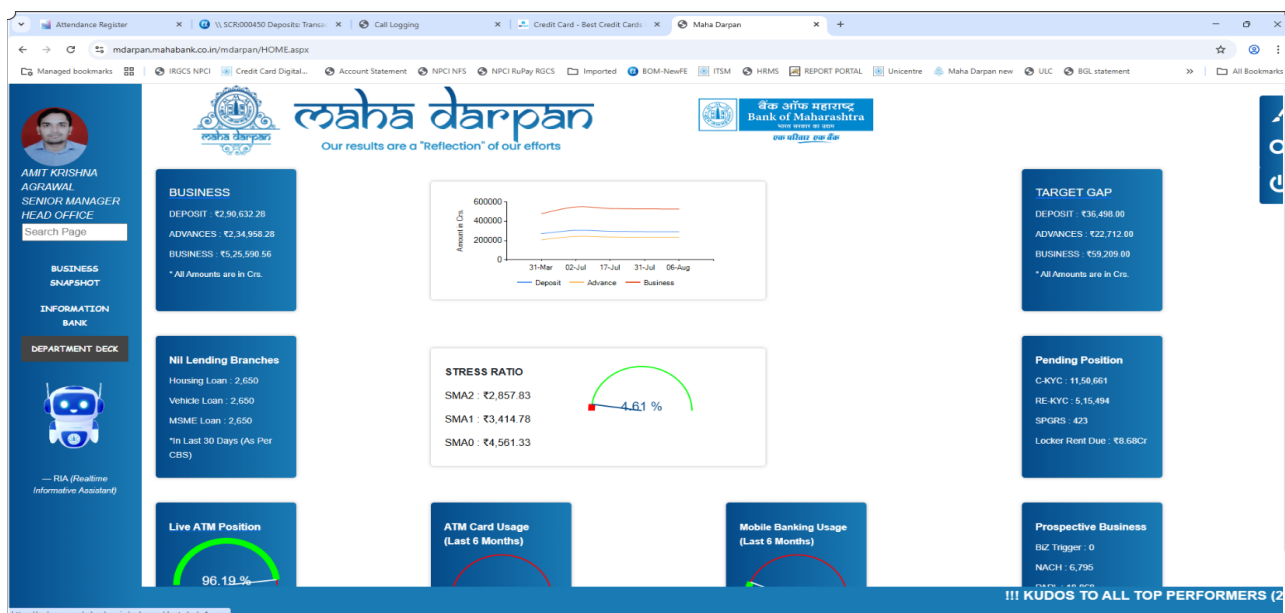 Attendance Register
\\ SCR:000450 Deposits: Transac
Call Logging
Credit Card - Best Credit Cards
Maha Darpan
mdarpan.mahabank.co.in/mdarpan/HOME.aspx
Managed bookmarks
IRGCS NPCI
Credit Card Digital...
Account Statement
NPCI NFS
NPCI RuPay RGCS
Imported
BOM-NewFE
ITSM
HRMS
REPORT PORTAL
Unicentre
Maha Darpan new
ULC
BGL statement
All Bookmarks
maha darpan
maha darpan
Our results are a "Reflection" of our efforts
बैंक ऑफ महाराष्ट्र
Bank of Maharashtra
भारत सरकार का उद्यम
एक परिवार एक बैंक
AMIT KRISHNA
AGRAWAL
SENIOR MANAGER
HEAD OFFICE
Search Page
BUSINESS
SNAPSHOT
INFORMATION
BANK
DEPARTMENT DECK
— RIA (Realtime
Informative Assistant)
BUSINESS
DEPOSIT : ₹2,90,632.28
ADVANCES : ₹2,34,958.28
BUSINESS : ₹5,25,590.56
* All Amounts are in Crs.
Amount in Crs.
600000
400000
200000
0
31-Mar 02-Jul 17-Jul 31-Jul 06-Aug
Deposit Advance Business
TARGET GAP
DEPOSIT : ₹36,498.00
ADVANCES : ₹22,712.00
BUSINESS : ₹59,209.00
* All Amounts are in Crs.
Nil Lending Branches
Housing Loan : 2,650
Vehicle Loan : 2,650
MSME Loan : 2,650
*In Last 30 Days (As Per
CBS)
STRESS RATIO
SMA2 : ₹2,857.83
SMA1 : ₹3,414.78
SMA0 : ₹4,561.33
4.61 %
Pending Position
C-KYC : 11,50,661
RE-KYC : 5,15,494
SPGRS : 423
Locker Rent Due : ₹8.68Cr
Live ATM Position
96.19 %
ATM Card Usage
(Last 6 Months)
Mobile Banking Usage
(Last 6 Months)
Prospective Business
BiZ Trigger : 0
NACH : 6,795
!!! KUDOS TO ALL TOP PERFORMERS (2